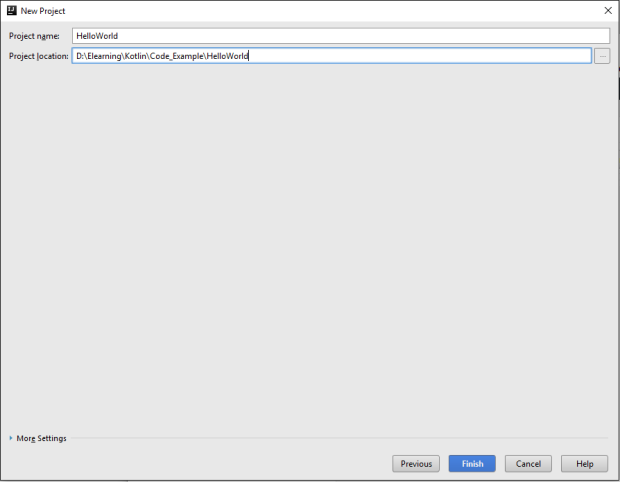 New Project
Project name: HelloWorld
Project location: D:\Elearning\Kotlin\Code_Example\HelloWorld ...
More Settings
Previous Finish Cancel Help